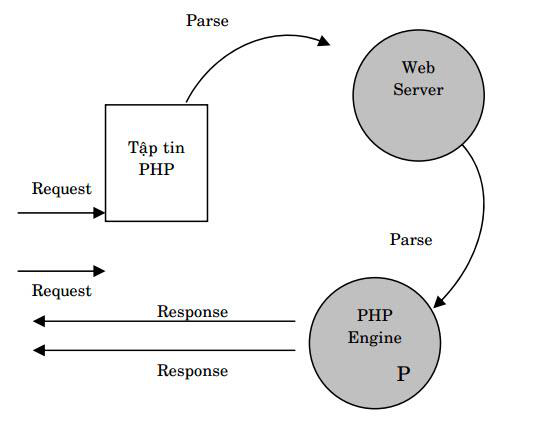 Parse
Web
Server
Tập tin
PHP
Request
Parse
Request
Response
PHP
Engine
Response
P